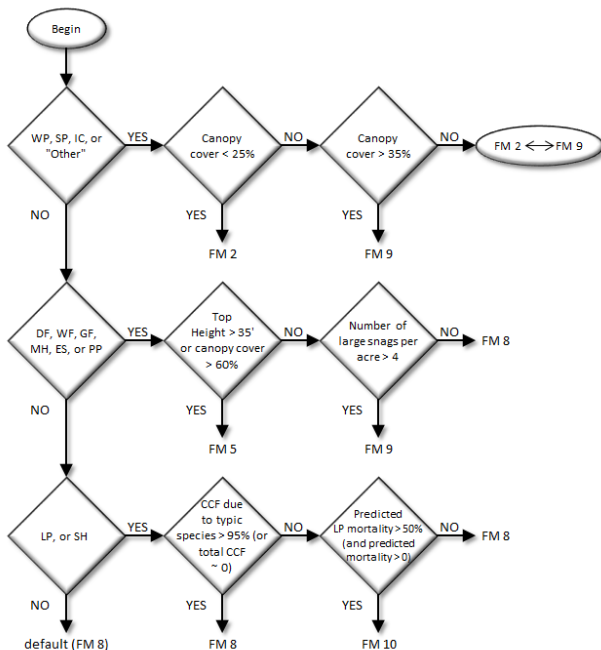 Begin
WP, SP, IC, or
"Other"
YES
Canopy
cover < 25%
NO
Canopy
cover > 35%
NO
FM 2 ⟷ FM 9
NO
YES
FM 2
YES
FM 9
DF, WF, GF,
MH, ES, or PP
YES
Top
Height > 35'
or canopy cover
> 60%
NO
Number of
large snags per
acre > 4
NO
FM 8
NO
YES
FM 5
YES
FM 9
LP, or SH
YES
CCF due
to typic
species > 95% (or
total CCF
~ 0)
NO
Predicted
LP mortality > 50%
(and predicted
mortality > 0)
NO
FM 8
NO
default (FM 8)
YES
FM 8
YES
FM 10